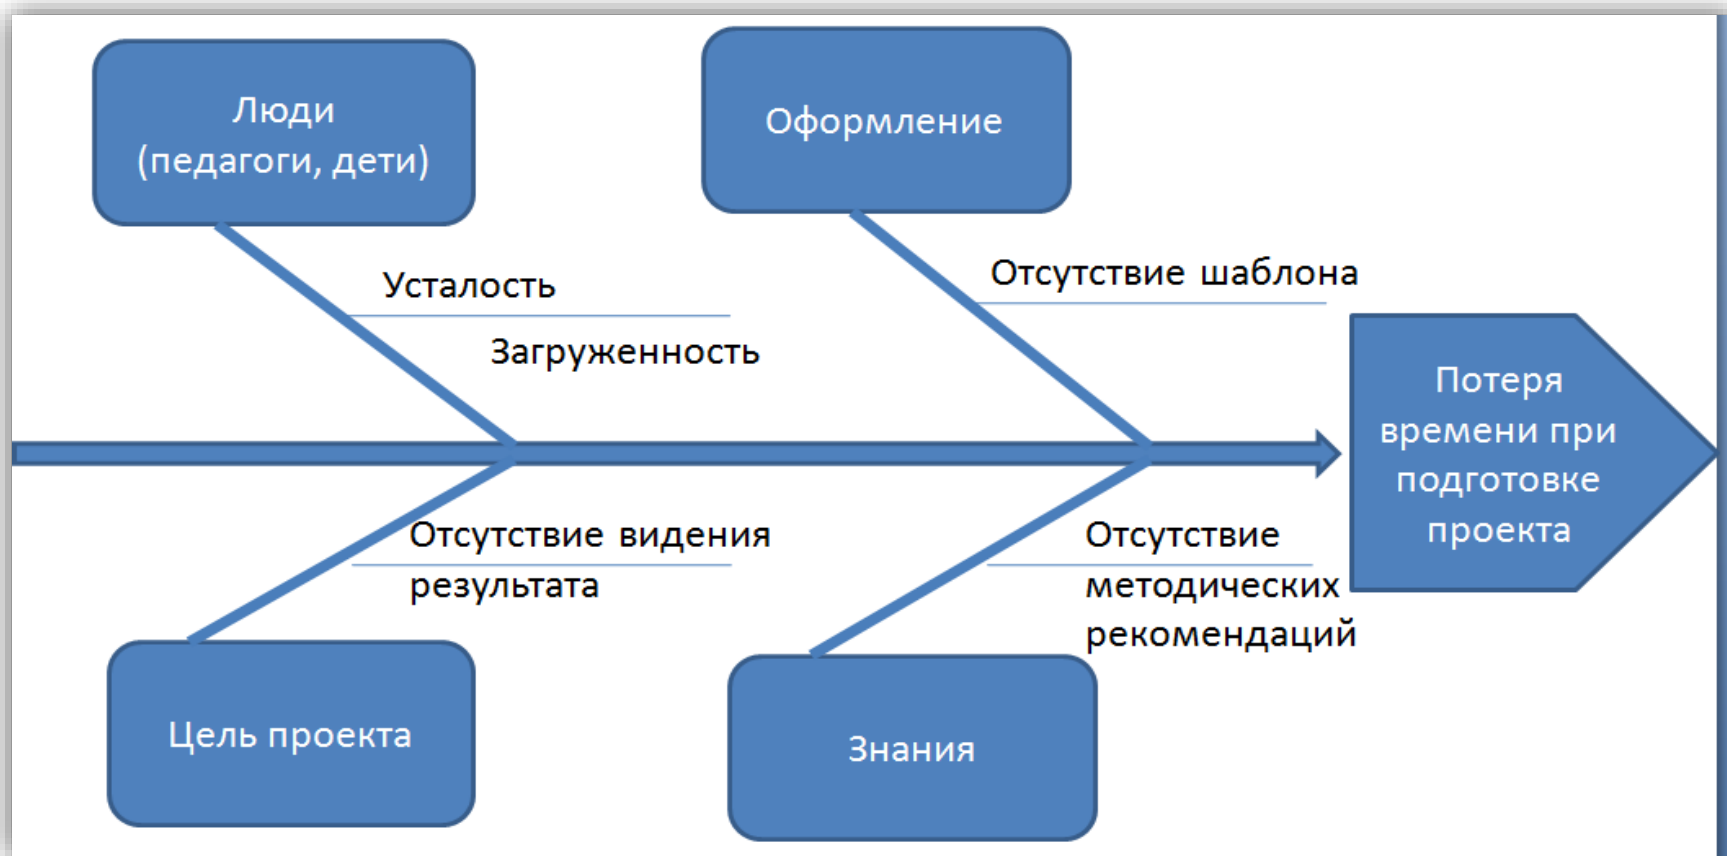 Люди
(педагоги, дети)
Оформление
Усталость
Загруженность
Отсутствие шаблона
Потеря
времени при
подготовке
проекта
Отсутствие видения
результата
Отсутствие
методических
рекомендаций
Цель проекта
Знания